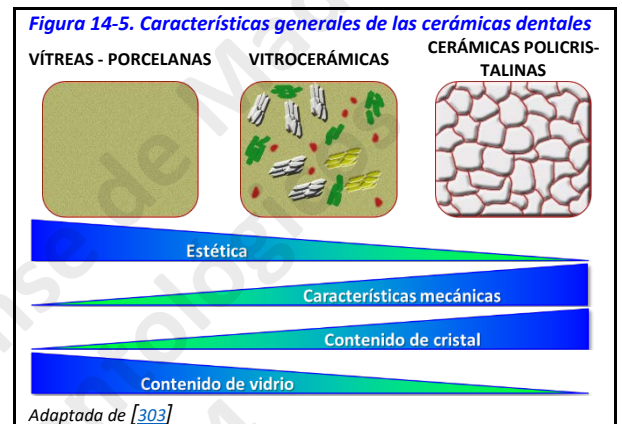 Figura 14-5. Características generales de las cerámicas dentales
VÍTREAS - PORCELANAS
VITROCERÁMICAS
CERÁMICAS POLICRIS-
TALINAS
Estética
Características mecánicas
Contenido de cristal
Contenido de vidrio
Adaptada de [303]